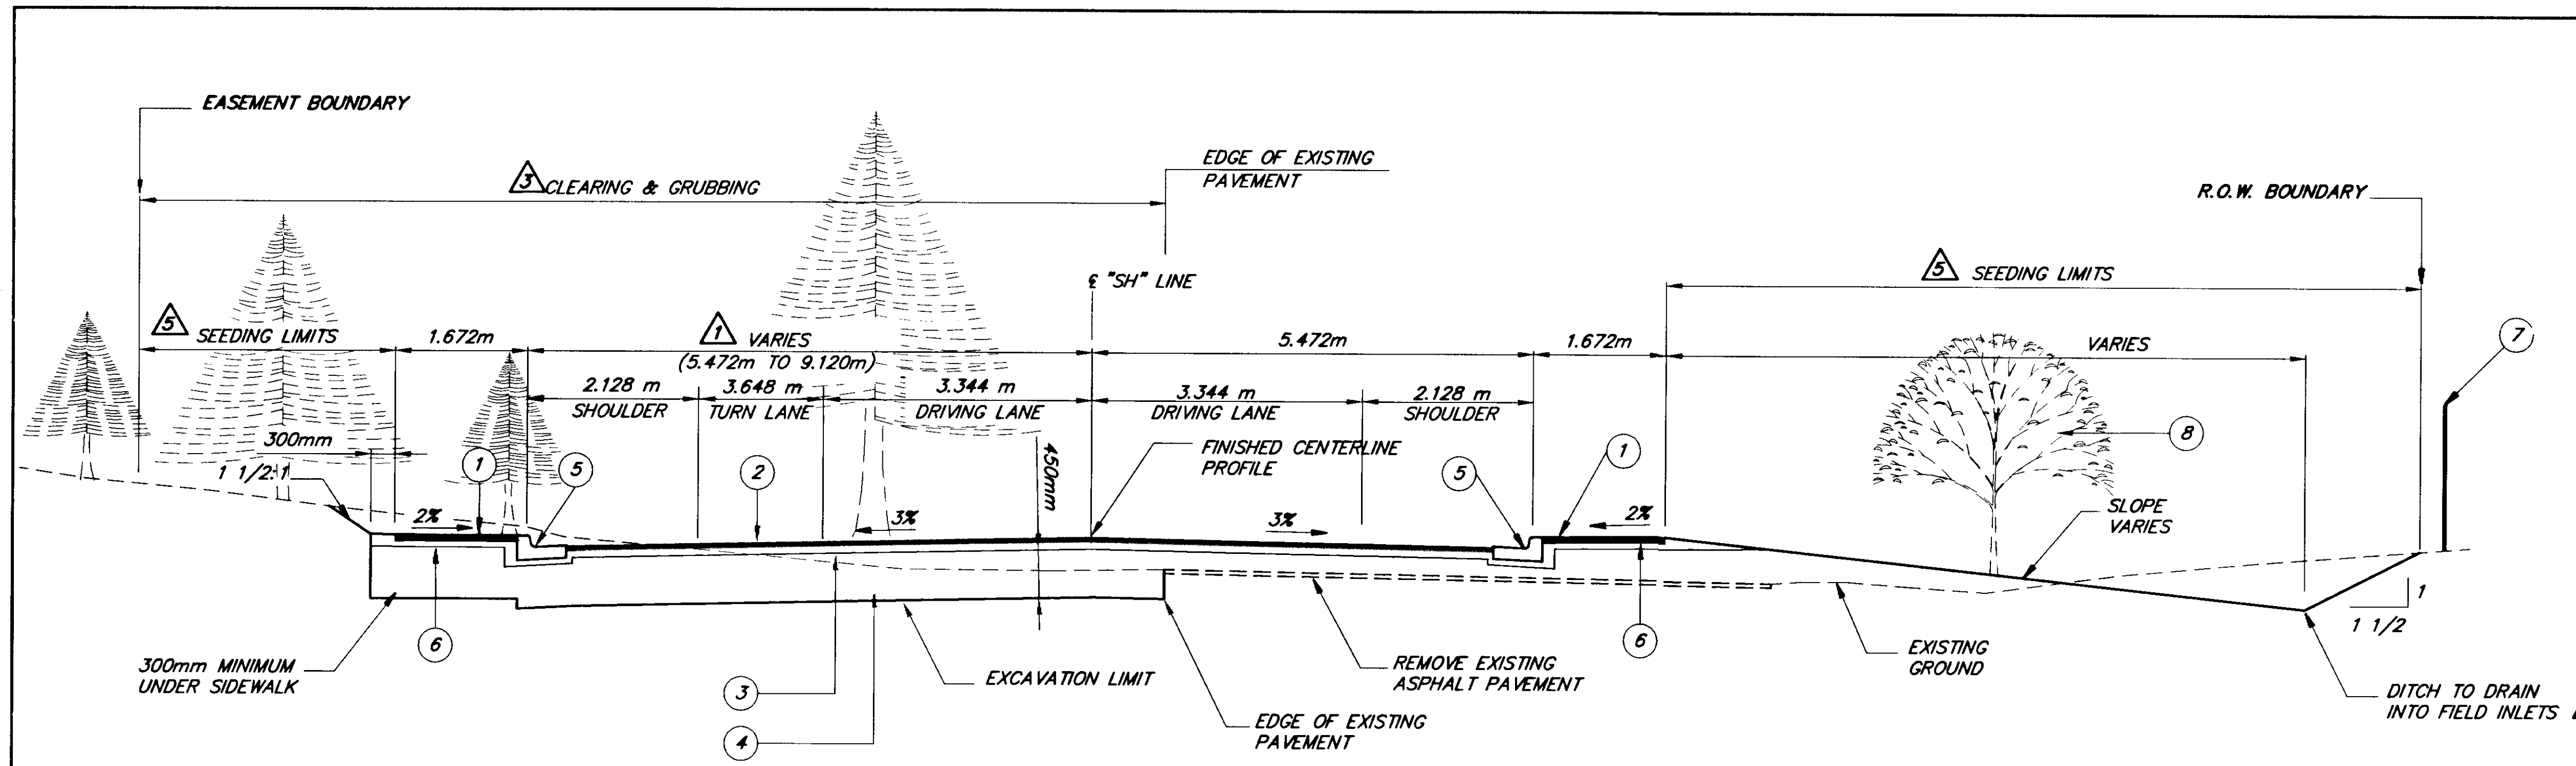 EASEMENT BOUNDARY
3 CLEARING & GRUBBING
EDGE OF EXISTING
PAVEMENT
R.O.W. BOUNDARY
℄ "SH" LINE
5 SEEDING LIMITS
5 SEEDING LIMITS
1.672m
1 VARIES
(5.472m TO 9.120m)
5.472m
1.672m
VARIES
7
2.128 m
SHOULDER
3.648 m
TURN LANE
3.344 m
DRIVING LANE
3.344 m
DRIVING LANE
2.128 m
SHOULDER
300mm
1 1/2:1
1
5
2
450mm
FINISHED CENTERLINE
PROFILE
5
1
8
2%
3%
3%
2%
SLOPE
VARIES
6
6
1
1 1/2
300mm MINIMUM
UNDER SIDEWALK
3
4
EXCAVATION LIMIT
EDGE OF EXISTING
PAVEMENT
REMOVE EXISTING
ASPHALT PAVEMENT
EXISTING
GROUND
DITCH TO DRAIN
INTO FIELD INLETS